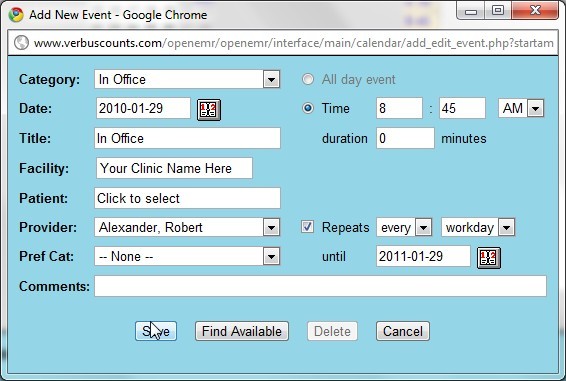 Add New Event - Google Chrome
www.verbuscounts.com/openemr/openemr/interface/main/calendar/add_edit_event.php?startam
Category: In Office All day event
Date: 2010-01-29 Time 8 : 45 AM
Title: In Office duration 0 minutes
Facility: Your Clinic Name Here
Patient: Click to select
Provider: Alexander, Robert Repeats every workday
Pref Cat: -- None -- until 2011-01-29
Comments:
Save Find Available Delete Cancel